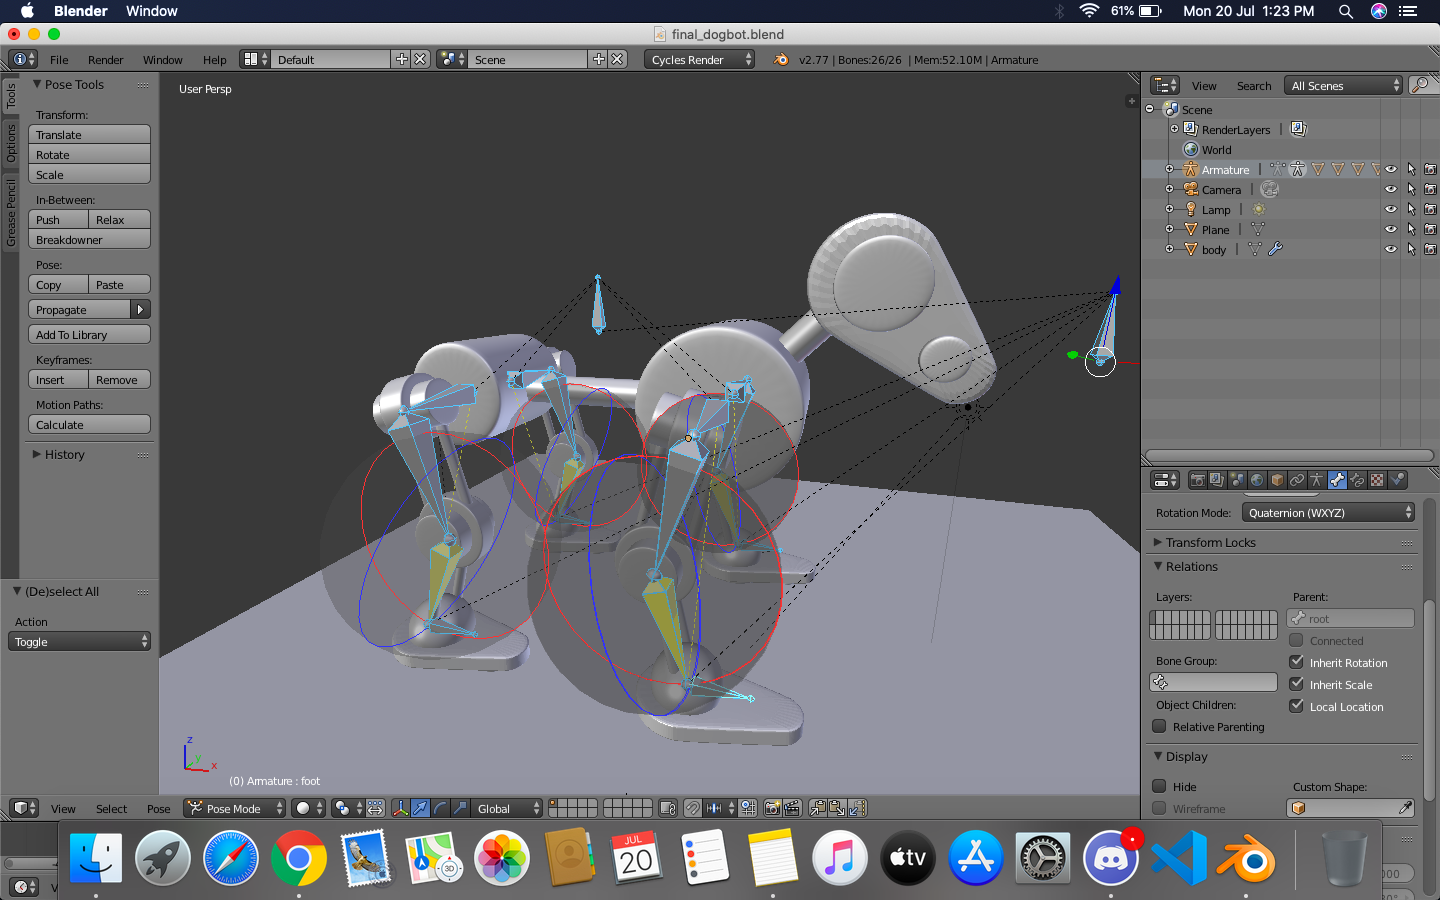 Blender Window 61% Mon 20 Jul 1:23 PM
final_dogbot.blend
File Render Window Help Default Scene Cycles Render v2.77 | Bones:26/26 | Mem:52.10M | Armature
Tools
Options
Grease Pencil
Pose Tools
Transform:
Translate
Rotate
Scale
In-Between:
Push Relax
Breakdowner
Pose:
Copy Paste
Propagate
Add To Library
Keyframes:
Insert Remove
Motion Paths:
Calculate
History
(De)select All
Action
Toggle
User Persp
z
y
x
(0) Armature : foot
View Select Pose Pose Mode Global
View Search All Scenes
Scene
RenderLayers |
World
Armature |
Camera |
Lamp |
Plane |
body |
Rotation Mode: Quaternion (WXYZ)
Transform Locks
Relations
Layers: Parent:
root
Connected
Bone Group: Inherit Rotation
Inherit Scale
Object Children: Local Location
Relative Parenting
Display
Hide Custom Shape:
Wireframe
JUL
20
3D
tv